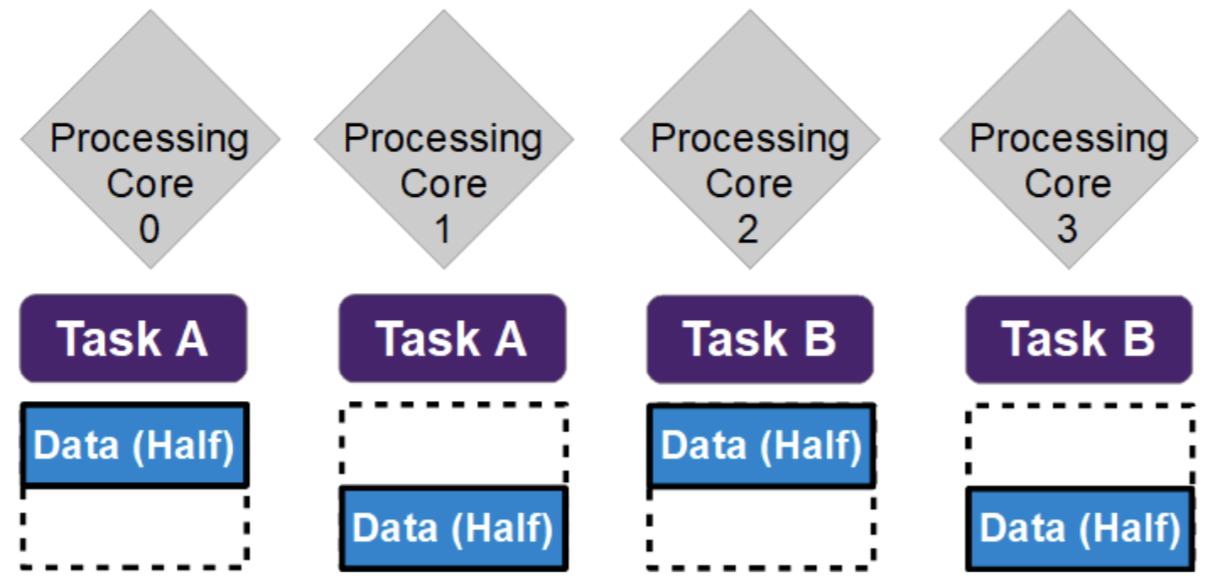 Processing
Core
0
Processing
Core
1
Processing
Core
2
Processing
Core
3
Task A
Task A
Task B
Task B
Data (Half)
Data (Half)
Data (Half)
Data (Half)